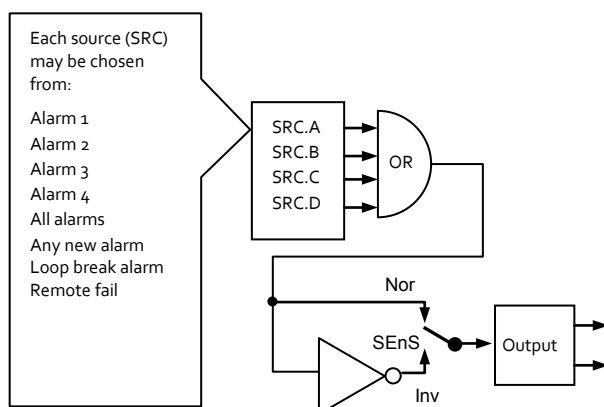 Each source (SRC)
may be chosen
from:
Alarm 1
Alarm 2
Alarm 3
Alarm 4
All alarms
Any new alarm
Loop break alarm
Remote fail
SRC.A
SRC.B
SRC.C
SRC.D
OR
Nor
SEnS
Inv
Output